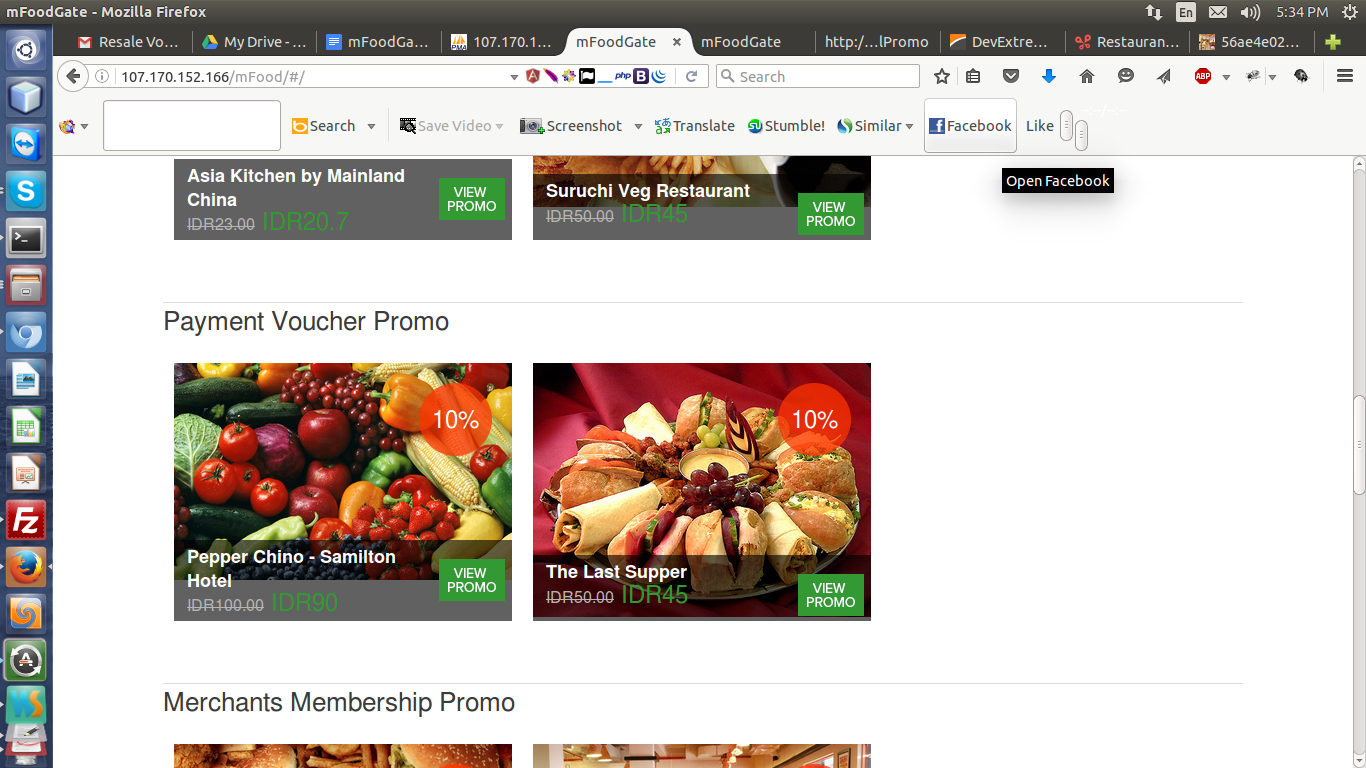 mFoodGate - Mozilla Firefox
En
5:34 PM
Resale Vo...
My Drive - ...
mFoodGa...
107.170.1...
mFoodGate
mFoodGate
http:/...lPromo
DevExtre...
Restauran...
56ae4e02...
107.170.152.166/mFood/#/
php
B
Search
ABP
Search
Save Video
Screenshot
Translate
Stumble!
Similar
Facebook
Like
Open Facebook
Asia Kitchen by Mainland
China
IDR23.00 IDR20.7
VIEW
PROMO
Suruchi Veg Restaurant
IDR50.00 IDR45
VIEW
PROMO
Payment Voucher Promo
10%
Pepper Chino - Samilton
Hotel
IDR100.00 IDR90
VIEW
PROMO
10%
The Last Supper
IDR50.00 IDR45
VIEW
PROMO
Merchants Membership Promo